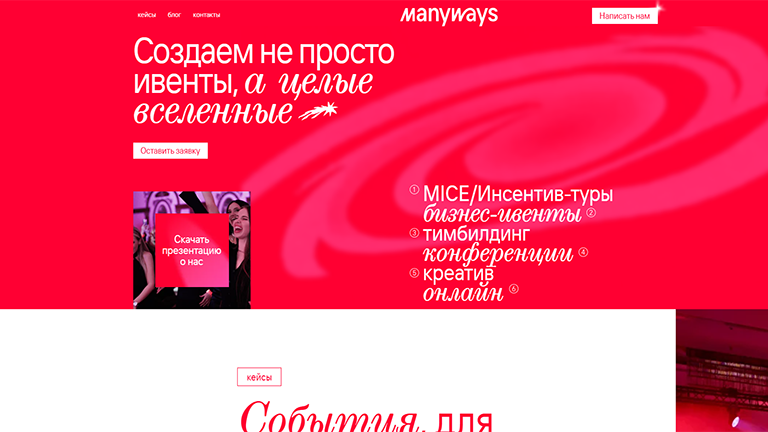 кейсы
блог
контакты
Manyways
Написать нам
Создаем не просто
ивенты, а целые
вселенные
Оставить заявку
Скачать
презентацию
о нас
1 MICE/Инсентив-туры
бизнес-ивенты 2
3 тимбилдинг
конференции 4
5 креатив
онлайн 6
кейсы
События, для